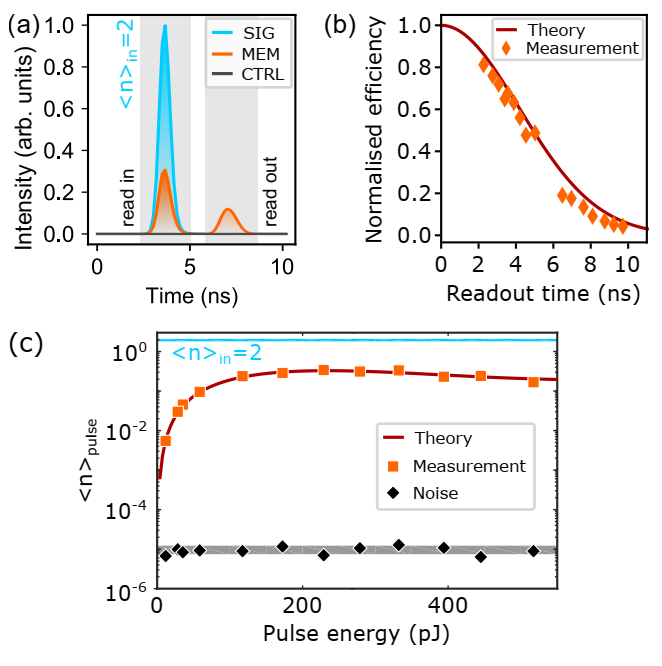 (a)
Intensity (arb. units)
1.0
0.8
0.6
0.4
0.2
0.0
<n>in=2
SIG
MEM
CTRL
read in
read out
0
5
10
Time (ns)
(b)
Normalised efficiency
1.0
0.8
0.6
0.4
0.2
0.0
Theory
Measurement
0
2
4
6
8
10
Readout time (ns)
(c)
<n>pulse
10⁰
10⁻²
10⁻⁴
10⁻⁶
<n>in=2
Theory
Measurement
Noise
0
200
400
Pulse energy (pJ)